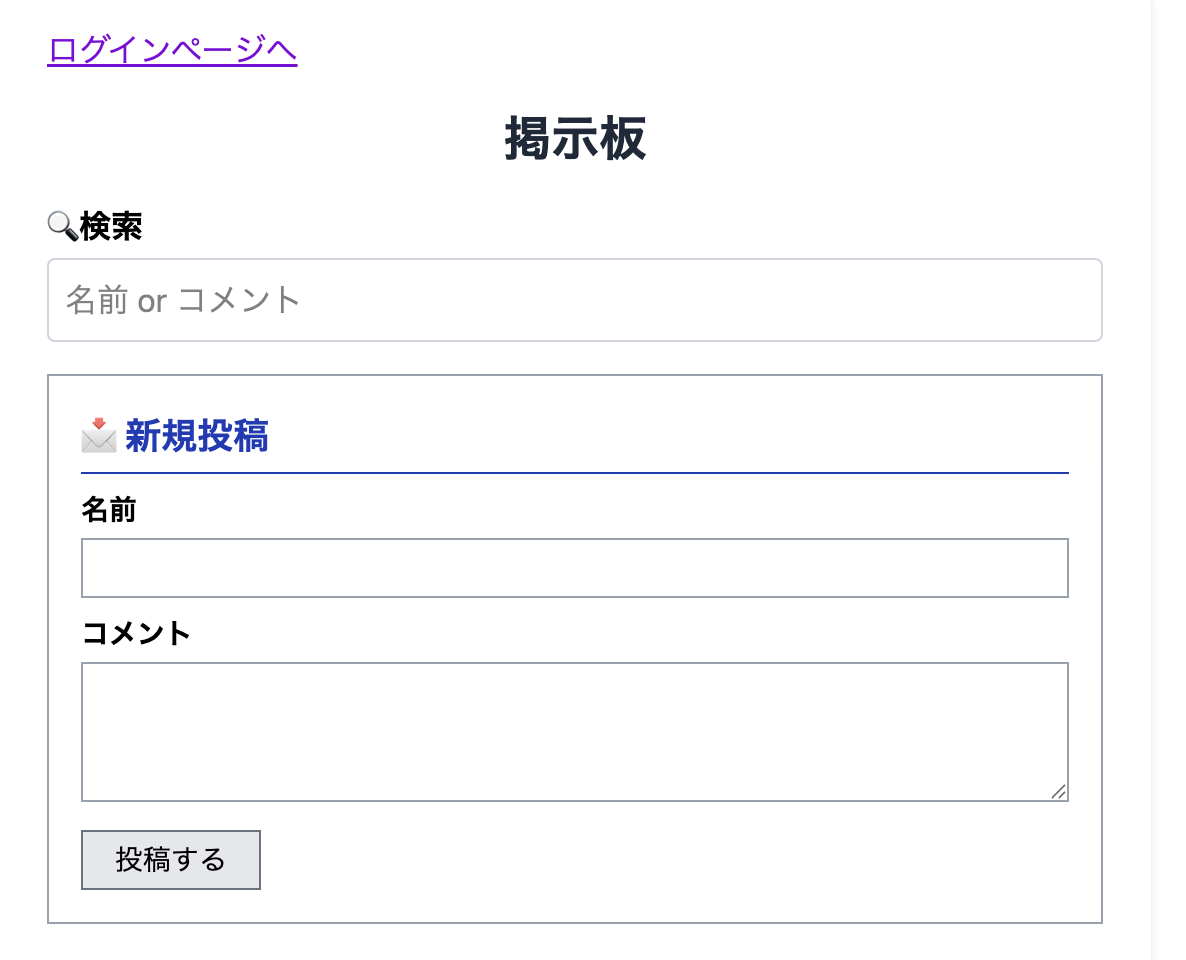 ログインページへ
掲示板
🔍検索
名前 or コメント
📩 新規投稿
名前
コメント
投稿する